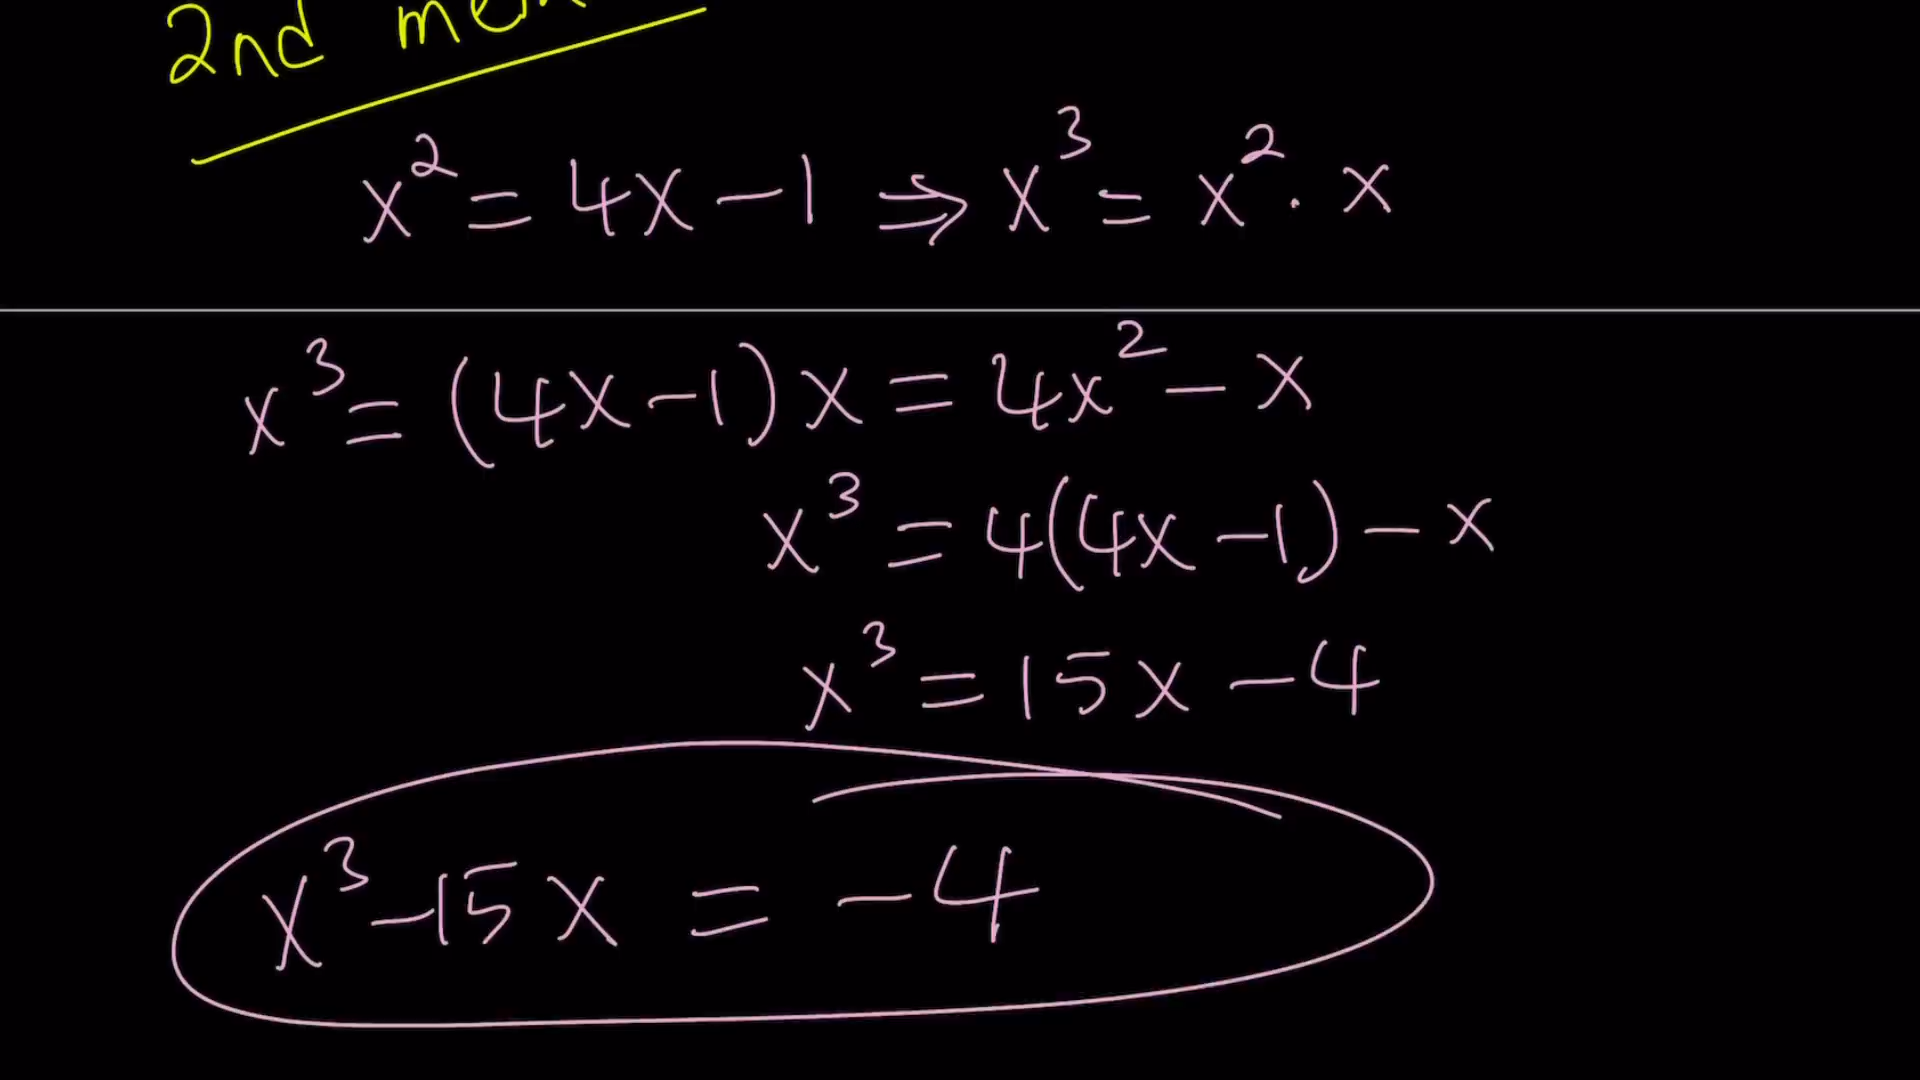 2nd
x² = 4x - 1 ⇒ x³ = x² · x
x³ = (4x - 1) x = 4x² - x
x³ = 4(4x - 1) - x
x³ = 15x - 4
x³ - 15x = -4